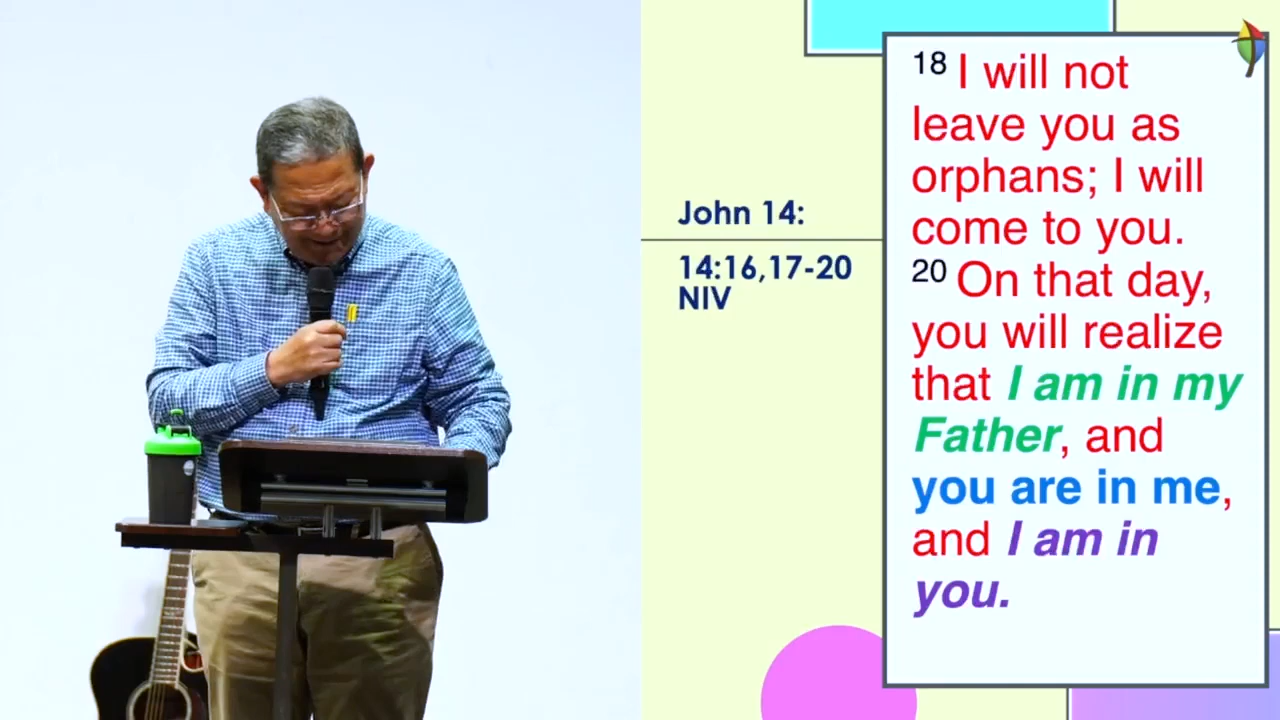 John 14:
14:16,17-20
NIV
18 I will not
leave you as
orphans; I will
come to you.
20 On that day,
you will realize
that I am in my
Father, and
you are in me,
and I am in
you.